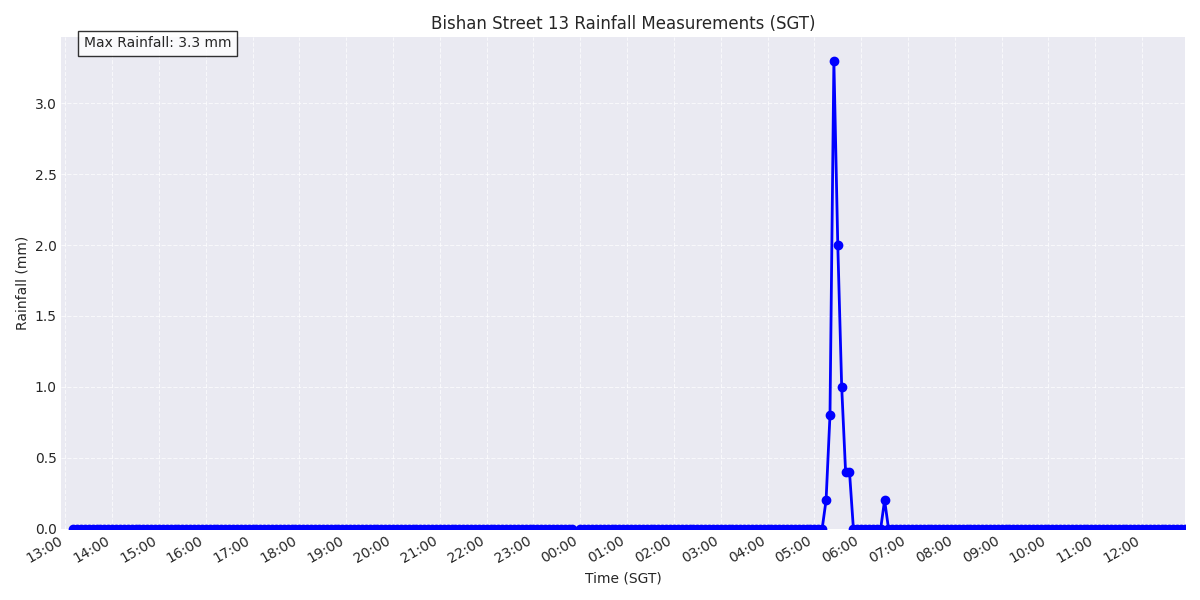 Bishan Street 13 Rainfall Measurements (SGT)
Max Rainfall: 3.3 mm
3.0
2.5
2.0
1.5
1.0
0.5
0.0
Rainfall (mm)
13:00 14:00 15:00 16:00 17:00 18:00 19:00 20:00 21:00 22:00 23:00 00:00 01:00 02:00 03:00 04:00 05:00 06:00 07:00 08:00 09:00 10:00 11:00 12:00
Time (SGT)